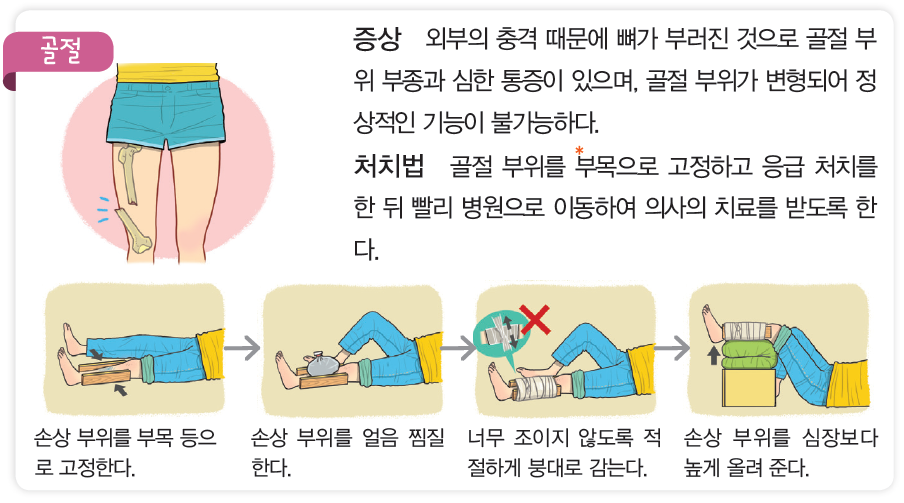 골절
증상 외부의 충격 때문에 뼈가 부러진 것으로 골절 부
위 부종과 심한 통증이 있으며, 골절 부위가 변형되어 정
상적인 기능이 불가능하다.
처치법 골절 부위를 *부목으로 고정하고 응급 처치를
한 뒤 빨리 병원으로 이동하여 의사의 치료를 받도록 한
다.
손상 부위를 부목 등으
로 고정한다.
손상 부위를 얼음 찜질
한다.
너무 조이지 않도록 적
절하게 붕대로 감는다.
손상 부위를 심장보다
높게 올려 준다.